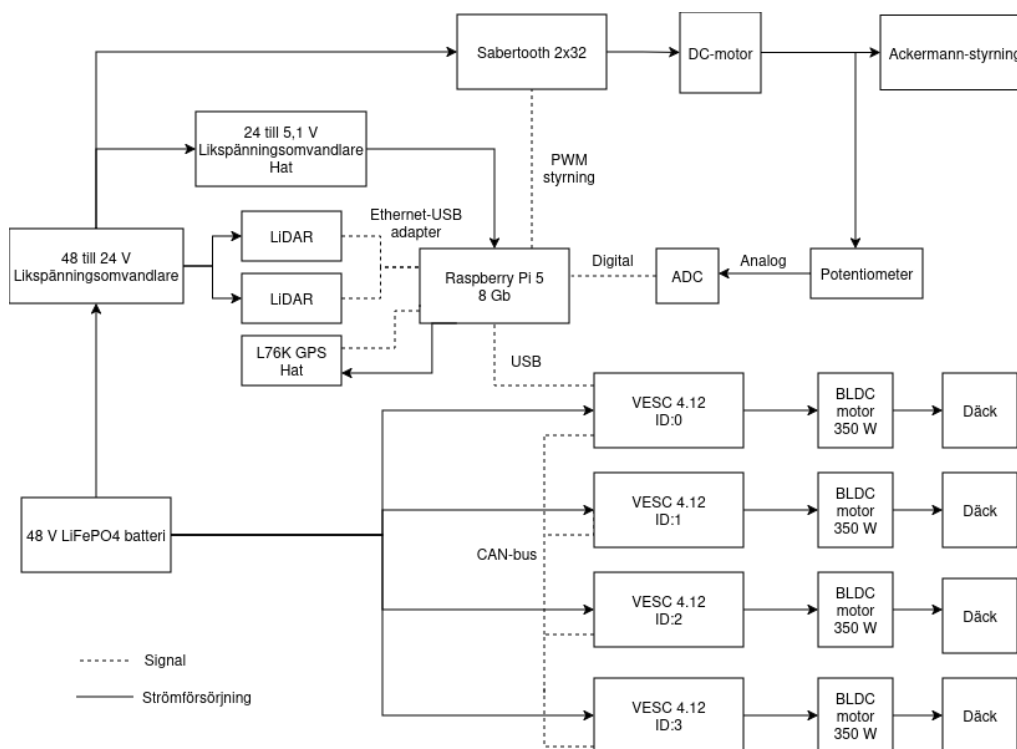 Sabertooth 2x32
DC-motor
Ackermann-styrning
24 till 5,1 V
Likspänningsomvandlare
Hat
PWM
styrning
Ethernet-USB
adapter
48 till 24 V
Likspänningsomvandlare
LiDAR
LiDAR
Raspberry Pi 5
8 Gb
Digital
ADC
Analog
Potentiometer
L76K GPS
Hat
USB
VESC 4.12
ID:0
BLDC
motor
350 W
Däck
VESC 4.12
ID:1
BLDC
motor
350 W
Däck
48 V LiFePO4 batteri
CAN-bus
VESC 4.12
ID:2
BLDC
motor
350 W
Däck
Signal
Strömförsörjning
VESC 4.12
ID:3
BLDC
motor
350 W
Däck